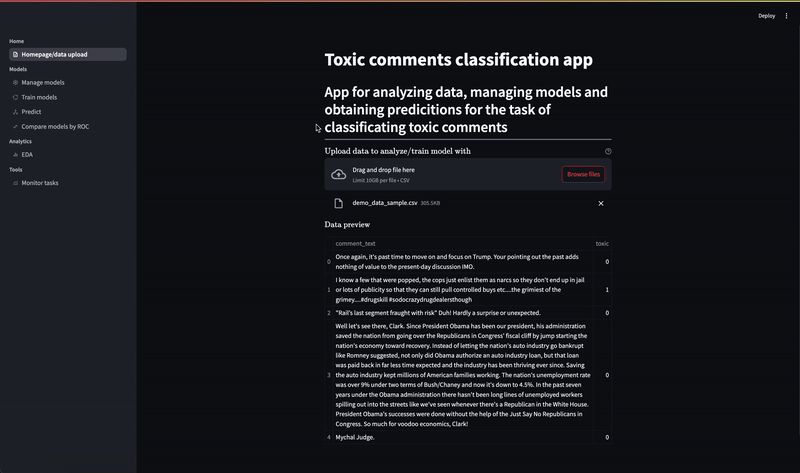 Deploy
Home
Homepage/data upload
Models
Manage models
Train models
Predict
Compare models by ROC
Analytics
EDA
Tools
Monitor tasks
Toxic comments classification app
App for analyzing data, managing models and
obtaining predicitions for the task of
classificating toxic comments
Upload data to analyze/train model with
Drag and drop file here
Limit 10GB per file • CSV
Browse files
demo_data_sample.csv 305.5KB
Data preview
comment_text toxic
0 Once again, it's past time to move on and focus on Trump. Your pointing out the past adds 0
nothing of value to the present-day discussion IMO.
1 I know a few that were popped, the cops just enlist them as narcs so they don't end up in jail 1
or lots of publicity so that they can still pull controlled buys etc....the grimiest of the
grimey....#drugskill #sodocrazydrugdealersthough
2 "Rail's last segment fraught with risk" Duh! Hardly a surprise or unexpected. 0
3 Well let's see there, Clark. Since President Obama has been our president, his administration 0
saved the nation from going over the Republicans in Congress' fiscal cliff by jump starting the
nation's economy toward recovery. Instead of letting the nation's auto industry go bankrupt
like Romney suggested, not only did Obama authorize an auto industry loan, but that loan
was paid back in far less time expected and the industry has been thriving ever since. Saving
the auto industry kept millions of American families working. The nation's unemployment rate
was over 9% under two terms of Bush/Chaney and now it's down to 4.5%. In the past seven
years under the Obama administration there hasn't been long lines of unemployed workers
spilling out into the streets like we've seen whenever there's a Republican in the White House.
President Obama's successes were done without the help of the Just Say No Republicans in
Congress. So much for voodoo economics, Clark!
4 Mychal Judge. 0